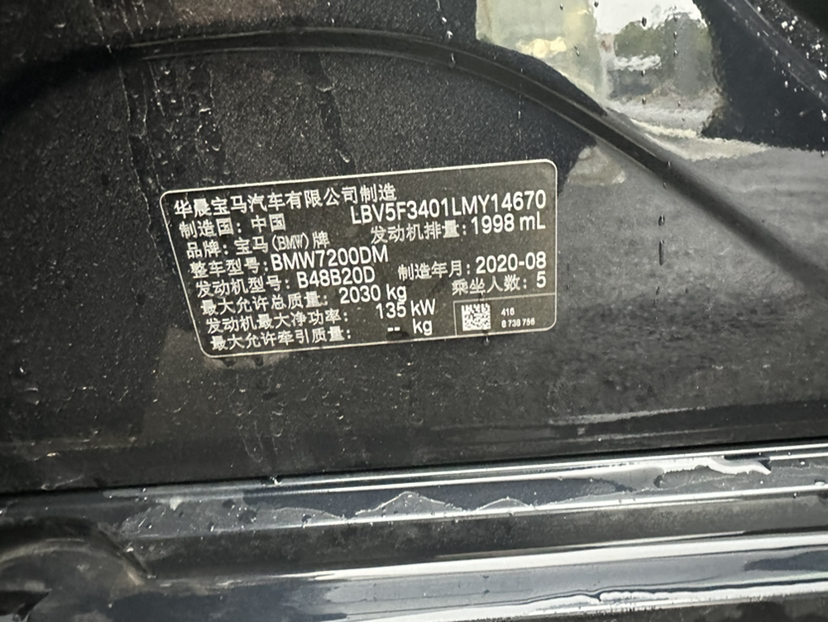 华晨宝马汽车有限公司制造
制造国: 中国 LBV5F3401LMY14670
品牌: 宝马(BMW)牌 发动机排量: 1998 mL
整车型号: BMW7200DM
发动机型号: B48B20D 制造年月: 2020-08
最大允许总质量: 2030 kg 乘坐人数: 5
发动机最大净功率: 135 kW
最大允许牵引质量: -- kg
416
6 738 756